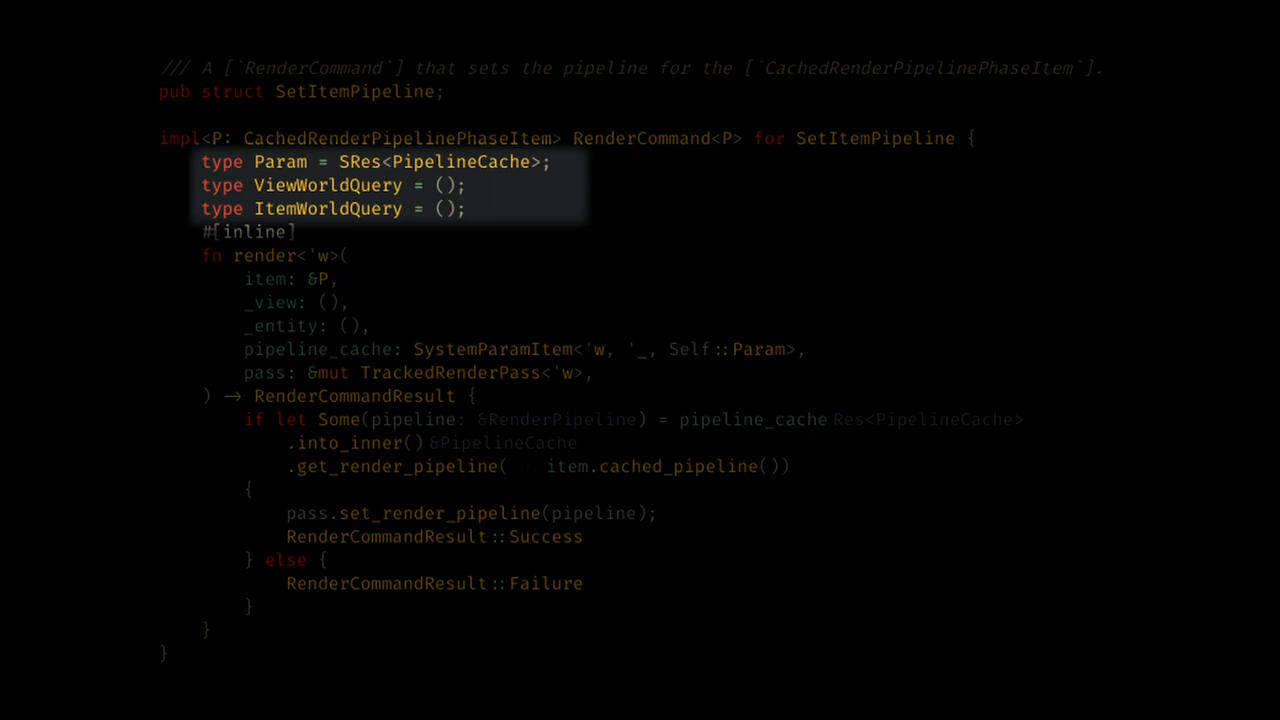 /// A [`RenderCommand`] that sets the pipeline for the [`CachedRenderPipelinePhaseItem`].
pub struct SetItemPipeline;
impl<P: CachedRenderPipelinePhaseItem> RenderCommand<P> for SetItemPipeline {
    type Param = SRes<PipelineCache>;
    type ViewWorldQuery = ();
    type ItemWorldQuery = ();
    #[inline]
    fn render<'w>(
        item: &P,
        _view: (),
        _entity: (),
        pipeline_cache: SystemParamItem<'w, '_, Self::Param>,
        pass: &mut TrackedRenderPass<'w>,
    ) -> RenderCommandResult {
        if let Some(pipeline: &RenderPipeline) = pipeline_cache Res<PipelineCache>
            .into_inner() &PipelineCache
            .get_render_pipeline( item.cached_pipeline())
        {
            pass.set_render_pipeline(pipeline);
            RenderCommandResult::Success
        } else {
            RenderCommandResult::Failure
        }
    }
}